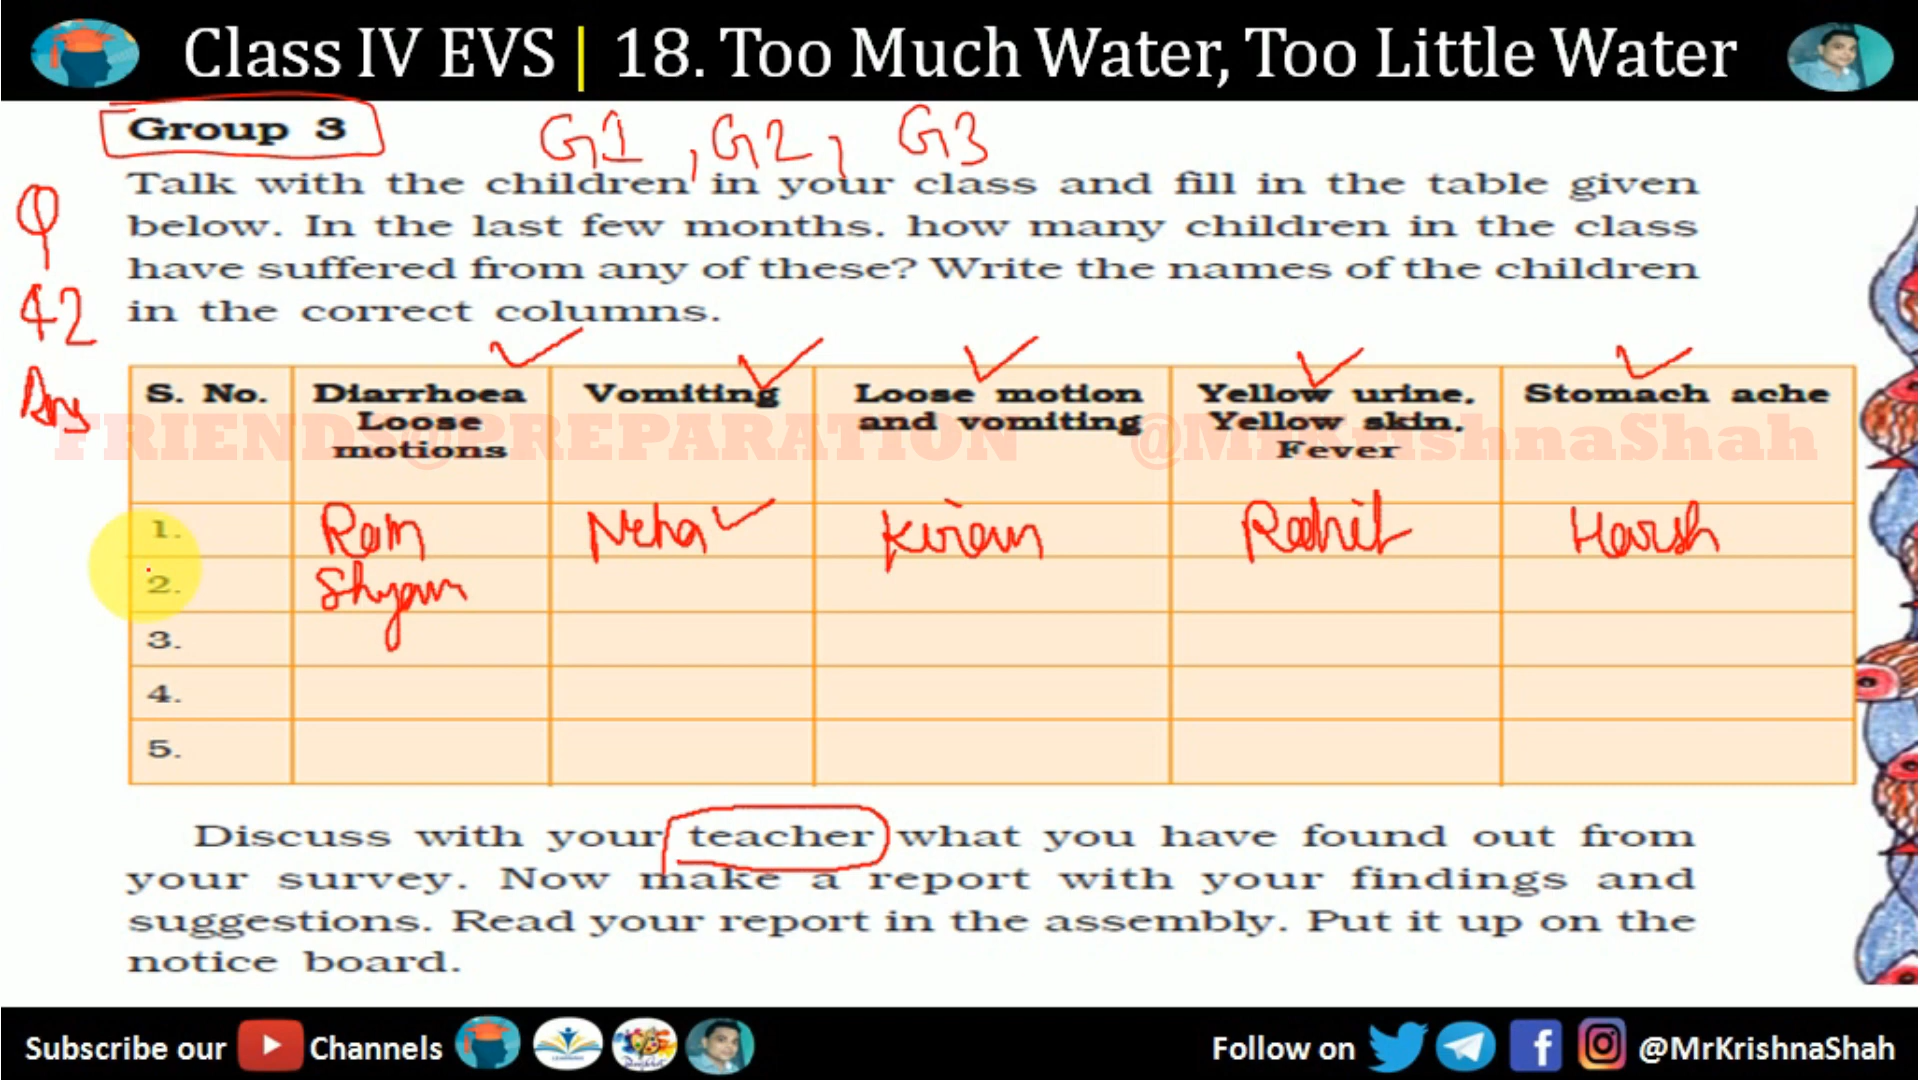 Class IV EVS | 18. Too Much Water, Too Little Water
Group 3
G1, G2, G3
Talk with the children in your class and fill in the table given
below. In the last few months. how many children in the class
have suffered from any of these? Write the names of the children
in the correct columns.
Q
42
Ans
S. No. Diarrhoea Loose motions Vomiting Loose motion and vomiting Yellow urine, Yellow skin, Fever Stomach ache
FRIENDS@PREPARATION @MrKrishnaShah
1. Ram Neha Kiran Rohit Harsh
2. Shyam
3.
4.
5.
Discuss with your teacher what you have found out from
your survey. Now make a report with your findings and
suggestions. Read your report in the assembly. Put it up on the
notice board.
Subscribe our Channels Follow on @MrKrishnaShah